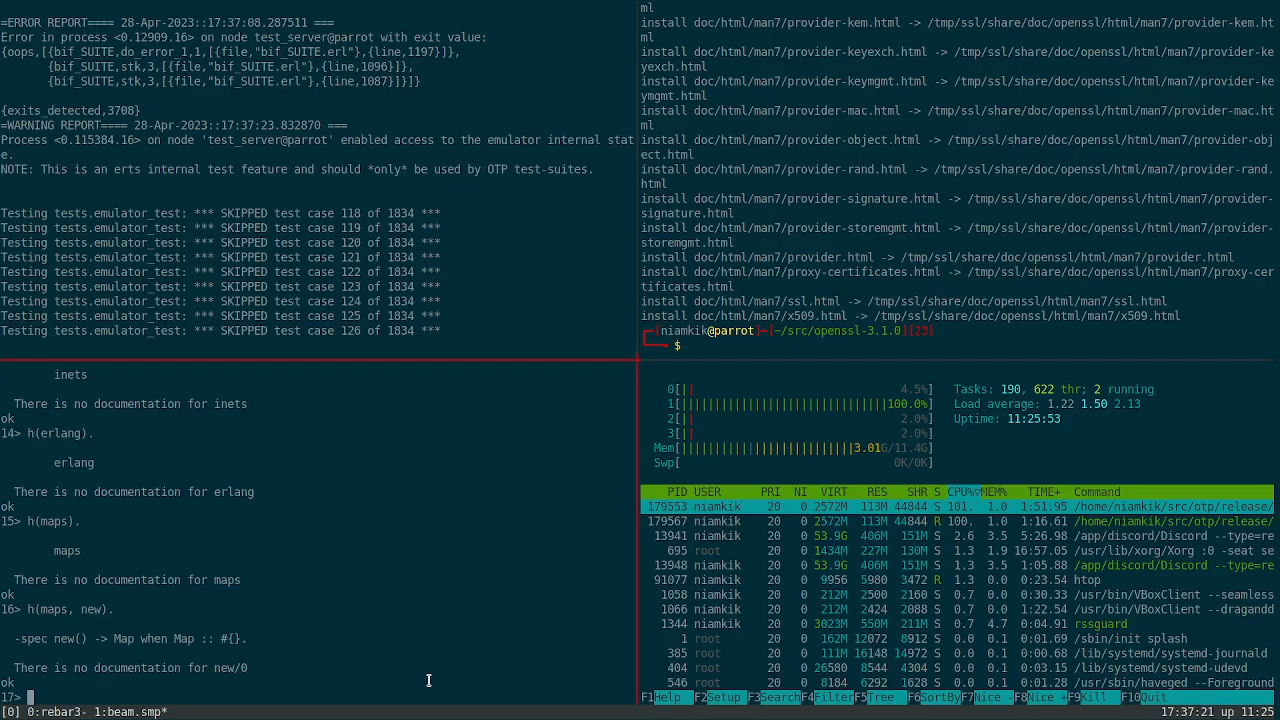 =ERROR REPORT==== 28-Apr-2023::17:37:08.287511 ===
Error in process <0.12909.16> on node test_server@parrot with exit value:
{oops,[{bif_SUITE,do_error_1,1,[{file,"bif_SUITE.erl"},{line,1197}]},
{bif_SUITE,stk,3,[{file,"bif_SUITE.erl"},{line,1096}]},
{bif_SUITE,stk,3,[{file,"bif_SUITE.erl"},{line,1087}]}]}
{exits_detected,3708}
=WARNING REPORT==== 28-Apr-2023::17:37:23.832870 ===
Process <0.115384.16> on node 'test_server@parrot' enabled access to the emulator internal stat
e.
NOTE: This is an erts internal test feature and should *only* be used by OTP test-suites.
Testing tests.emulator_test: *** SKIPPED test case 118 of 1834 ***
Testing tests.emulator_test: *** SKIPPED test case 119 of 1834 ***
Testing tests.emulator_test: *** SKIPPED test case 120 of 1834 ***
Testing tests.emulator_test: *** SKIPPED test case 121 of 1834 ***
Testing tests.emulator_test: *** SKIPPED test case 122 of 1834 ***
Testing tests.emulator_test: *** SKIPPED test case 123 of 1834 ***
Testing tests.emulator_test: *** SKIPPED test case 124 of 1834 ***
Testing tests.emulator_test: *** SKIPPED test case 125 of 1834 ***
Testing tests.emulator_test: *** SKIPPED test case 126 of 1834 ***
ml
install doc/html/man7/provider-kem.html -> /tmp/ssl/share/doc/openssl/html/man7/provider-kem.ht
ml
install doc/html/man7/provider-keyexch.html -> /tmp/ssl/share/doc/openssl/html/man7/provider-ke
yexch.html
install doc/html/man7/provider-keymgmt.html -> /tmp/ssl/share/doc/openssl/html/man7/provider-ke
ymgmt.html
install doc/html/man7/provider-mac.html -> /tmp/ssl/share/doc/openssl/html/man7/provider-mac.ht
ml
install doc/html/man7/provider-object.html -> /tmp/ssl/share/doc/openssl/html/man7/provider-obj
ect.html
install doc/html/man7/provider-rand.html -> /tmp/ssl/share/doc/openssl/html/man7/provider-rand.
html
install doc/html/man7/provider-signature.html -> /tmp/ssl/share/doc/openssl/html/man7/provider-
signature.html
install doc/html/man7/provider-storemgmt.html -> /tmp/ssl/share/doc/openssl/html/man7/provider-
storemgmt.html
install doc/html/man7/provider.html -> /tmp/ssl/share/doc/openssl/html/man7/provider.html
install doc/html/man7/proxy-certificates.html -> /tmp/ssl/share/doc/openssl/html/man7/proxy-cer
tificates.html
install doc/html/man7/ssl.html -> /tmp/ssl/share/doc/openssl/html/man7/ssl.html
install doc/html/man7/x509.html -> /tmp/ssl/share/doc/openssl/html/man7/x509.html
┌─[niamkik@parrot]─[~/src/openssl-3.1.0][23]
└──╼ $
inets
There is no documentation for inets
ok
14> h(erlang).
erlang
There is no documentation for erlang
ok
15> h(maps).
maps
There is no documentation for maps
ok
16> h(maps, new).
-spec new() -> Map when Map :: #{}.
There is no documentation for new/0
ok
17>
0[|| 4.5%] Tasks: 190, 622 thr; 2 running
1[|||||||||||||||||||||||||||||||100.0%] Load average: 1.22 1.50 2.13
2[|| 2.0%] Uptime: 11:25:53
3[|| 2.0%]
Mem[||||||||||||||||||||||||||3.01G/11.4G]
Swp[ 0K/0K]
PID USER PRI NI VIRT RES SHR S CPU%▽MEM% TIME+ Command
179553 niamkik 20 0 2572M 113M 44844 S 101. 1.0 1:51.95 /home/niamkik/src/otp/release/
179567 niamkik 20 0 2572M 113M 44844 R 100. 1.0 1:16.61 /home/niamkik/src/otp/release/
13941 niamkik 20 0 53.9G 406M 151M S 2.6 3.5 5:26.98 /app/discord/Discord --type=re
695 root 20 0 1434M 227M 130M S 1.3 1.9 16:57.05 /usr/lib/xorg/Xorg :0 -seat se
13948 niamkik 20 0 53.9G 406M 151M S 1.3 3.5 1:05.88 /app/discord/Discord --type=re
91077 niamkik 20 0 9956 5980 3472 R 1.3 0.0 0:23.54 htop
1058 niamkik 20 0 212M 2500 2160 S 0.7 0.0 0:30.33 /usr/bin/VBoxClient --seamless
1066 niamkik 20 0 212M 2424 2088 S 0.7 0.0 1:22.54 /usr/bin/VBoxClient --draganddd
1344 niamkik 20 0 3023M 550M 211M S 0.7 4.7 0:04.91 rssguard
1 root 20 0 162M 12072 8912 S 0.0 0.1 0:01.69 /sbin/init splash
385 root 20 0 111M 16148 14972 S 0.0 0.1 0:01.64 /lib/systemd/systemd-journald
404 root 20 0 26580 8544 4304 S 0.0 0.1 0:03.15 /lib/systemd/systemd-udevd
546 root 20 0 8184 6292 1628 S 0.0 0.1 0:01.28 /usr/sbin/haveged --Foreground
F1Help F2Setup F3SearchF4FilterF5Tree F6SortByF7Nice -F8Nice +F9Kill F10Quit
[0] 0:rebar3- 1:beam.smp* 17:37:21 up 11:25